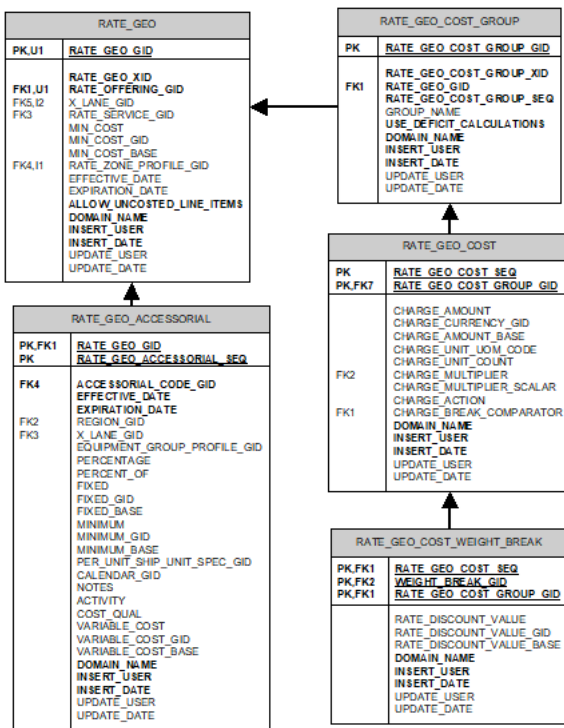 RATE_GEO
PK,U1 RATE_GEO_GID
RATE_GEO_XID
FK1,U1 RATE_OFFERING_GID
FK5,I2 X_LANE_GID
FK3 RATE_SERVICE_GID
MIN_COST
MIN_COST_GID
MIN_COST_BASE
FK4,I1 RATE_ZONE_PROFILE_GID
EFFECTIVE_DATE
EXPIRATION_DATE
ALLOW_UNCOSTED_LINE_ITEMS
DOMAIN_NAME
INSERT_USER
INSERT_DATE
UPDATE_USER
UPDATE_DATE
RATE_GEO_COST_GROUP
PK RATE_GEO_COST_GROUP_GID
RATE_GEO_COST_GROUP_XID
FK1 RATE_GEO_GID
RATE_GEO_COST_GROUP_SEQ
GROUP_NAME
USE_DEFICIT_CALCULATIONS
DOMAIN_NAME
INSERT_USER
INSERT_DATE
UPDATE_USER
UPDATE_DATE
RATE_GEO_ACCESSORIAL
PK,FK1 RATE_GEO_GID
PK RATE_GEO_ACCESSORIAL_SEQ
FK4 ACCESSORIAL_CODE_GID
EFFECTIVE_DATE
EXPIRATION_DATE
FK2 REGION_GID
FK3 X_LANE_GID
EQUIPMENT_GROUP_PROFILE_GID
PERCENTAGE
PERCENT_OF
FIXED
FIXED_GID
FIXED_BASE
MINIMUM
MINIMUM_GID
MINIMUM_BASE
PER_UNIT_SHIP_UNIT_SPEC_GID
CALENDAR_GID
NOTES
ACTIVITY
COST_QUAL
VARIABLE_COST
VARIABLE_COST_GID
VARIABLE_COST_BASE
DOMAIN_NAME
INSERT_USER
INSERT_DATE
UPDATE_USER
UPDATE_DATE
RATE_GEO_COST
PK RATE_GEO_COST_SEQ
PK,FK7 RATE_GEO_COST_GROUP_GID
CHARGE_AMOUNT
CHARGE_CURRENCY_GID
CHARGE_AMOUNT_BASE
CHARGE_UNIT_UOM_CODE
CHARGE_UNIT_COUNT
FK2 CHARGE_MULTIPLIER
CHARGE_MULTIPLIER_SCALAR
CHARGE_ACTION
FK1 CHARGE_BREAK_COMPARATOR
DOMAIN_NAME
INSERT_USER
INSERT_DATE
UPDATE_USER
UPDATE_DATE
RATE_GEO_COST_WEIGHT_BREAK
PK,FK1 RATE_GEO_COST_SEQ
PK,FK2 WEIGHT_BREAK_GID
PK,FK1 RATE_GEO_COST_GROUP_GID
RATE_DISCOUNT_VALUE
RATE_DISCOUNT_VALUE_GID
RATE_DISCOUNT_VALUE_BASE
DOMAIN_NAME
INSERT_USER
INSERT_DATE
UPDATE_USER
UPDATE_DATE